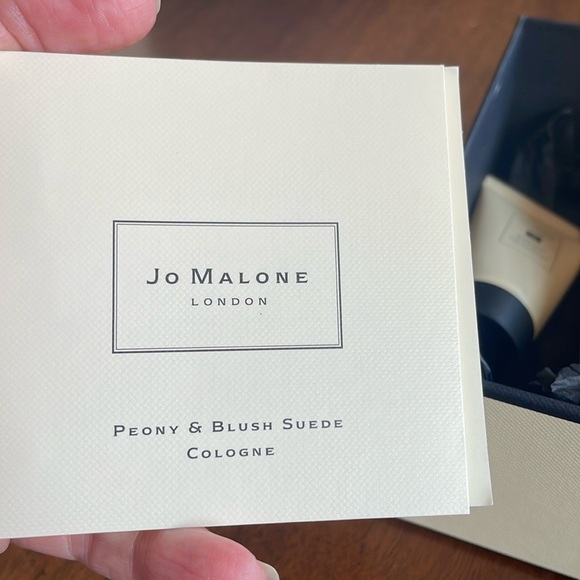 Jo Malone
LONDON
Peony & Blush Suede
Cologne